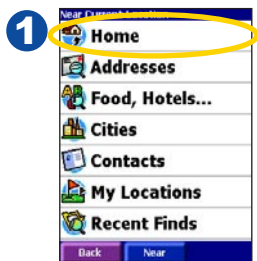 1
Near Current Location
Home
Addresses
Food, Hotels...
Cities
Contacts
My Locations
Recent Finds
Back Near